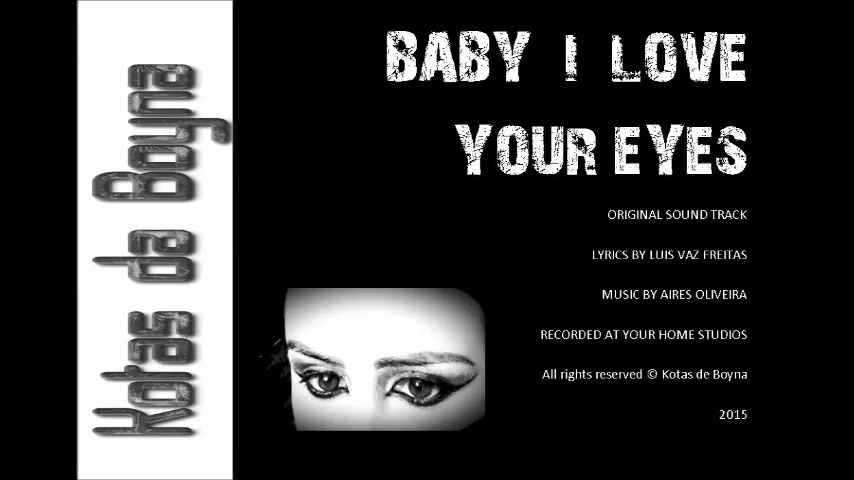 Kotas da Boyna
BABY I LOVE
YOUR EYES
ORIGINAL SOUND TRACK
LYRICS BY LUIS VAZ FREITAS
MUSIC BY AIRES OLIVEIRA
RECORDED AT YOUR HOME STUDIOS
All rights reserved © Kotas de Boyna
2015